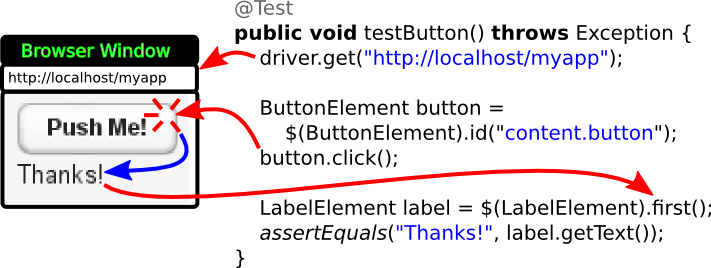 Browser Window
http://localhost/myapp
Push Me!
Thanks!
@Test
public void testButton() throws Exception {
driver.get("http://localhost/myapp");
ButtonElement button =
$(ButtonElement).id("content.button");
button.click();
LabelElement label = $(LabelElement).first();
assertEquals("Thanks!", label.getText());
}